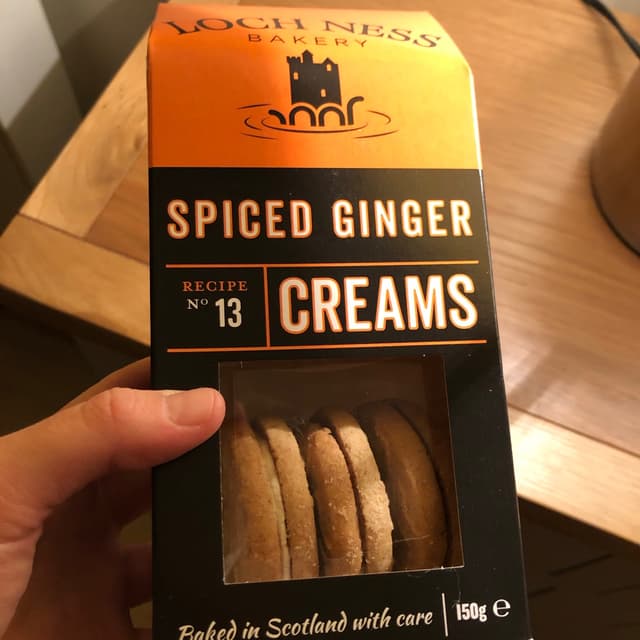 LOCH NESS
BAKERY
SPICED GINGER
RECIPE
Nº 13
CREAMS
Baked in Scotland with care
150g ℮